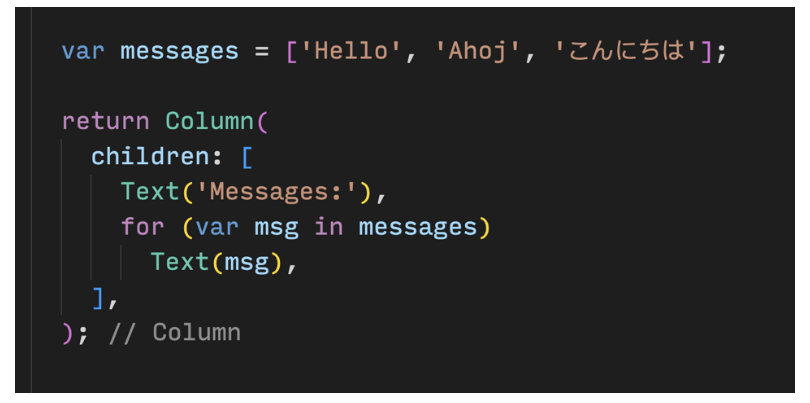 var messages = ['Hello', 'Ahoj', 'こんにちは'];
return Column(
children: [
Text('Messages:'),
for (var msg in messages)
Text(msg),
],
); // Column